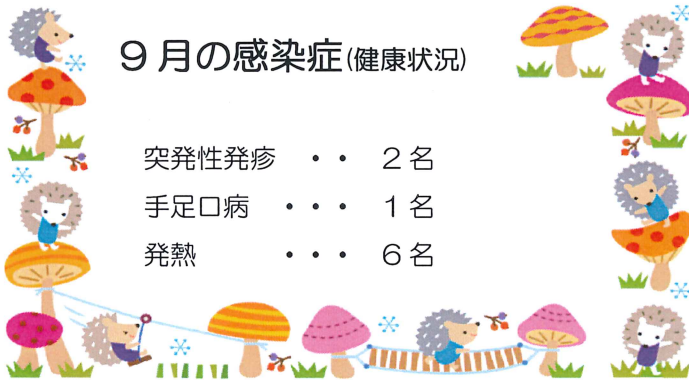 ９月の感染症(健康状況)
突発性発疹　・・　２名
手足口病　・・・　１名
発熱　　　・・・　６名